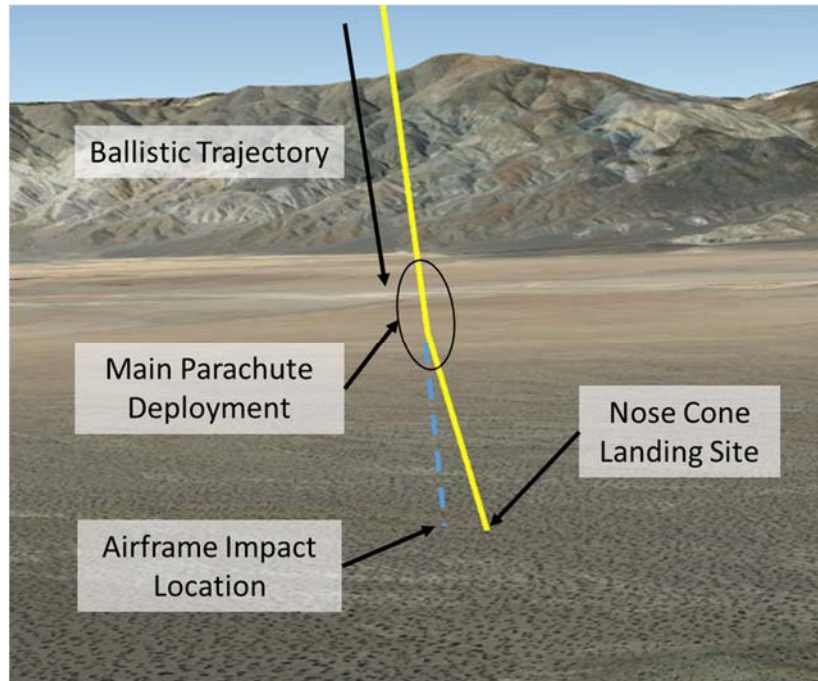 Ballistic Trajectory
Main Parachute
Deployment
Nose Cone
Landing Site
Airframe Impact
Location